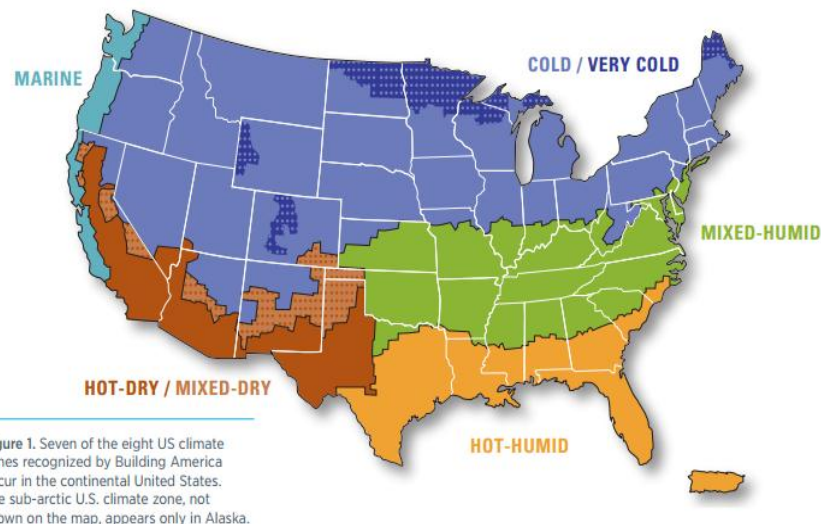 MARINE
COLD / VERY COLD
MIXED-HUMID
HOT-DRY / MIXED-DRY
HOT-HUMID
gure 1. Seven of the eight US climate
nes recognized by Building America
cur in the continental United States.
e sub-arctic U.S. climate zone, not
own on the map, appears only in Alaska.